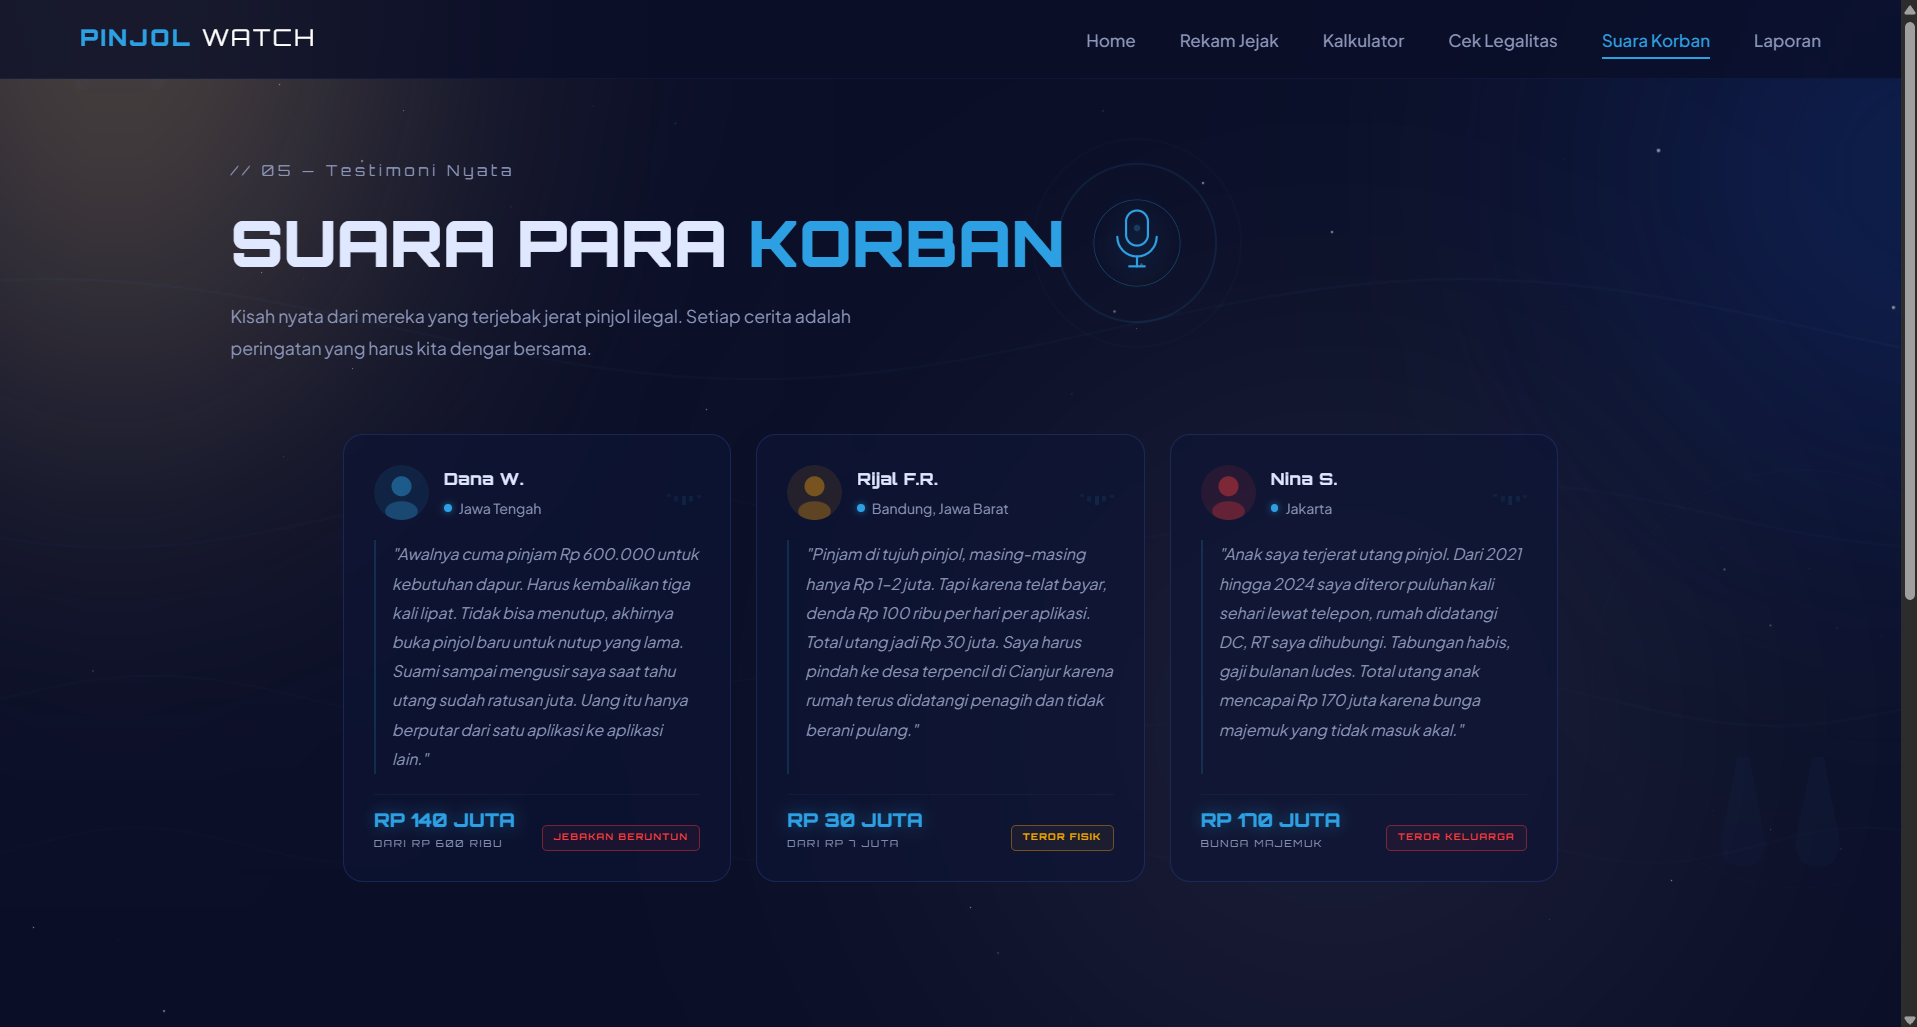 PINJOL WATCH
Home
Rekam Jejak
Kalkulator
Cek Legalitas
Suara Korban
Laporan
// 05 — Testimoni Nyata
SUARA PARA KORBAN
Kisah nyata dari mereka yang terjebak jerat pinjol ilegal. Setiap cerita adalah
peringatan yang harus kita dengar bersama.
Dana W.
Jawa Tengah
"Awalnya cuma pinjam Rp 600.000 untuk
kebutuhan dapur. Harus kembalikan tiga
kali lipat. Tidak bisa menutup, akhirnya
buka pinjol baru untuk nutup yang lama.
Suami sampai mengusir saya saat tahu
utang sudah ratusan juta. Uang itu hanya
berputar dari satu aplikasi ke aplikasi
lain."
RP 140 JUTA
DARI RP 600 RIBU
JEBAKAN BERUNTUN
Rijal F.R.
Bandung, Jawa Barat
"Pinjam di tujuh pinjol, masing-masing
hanya Rp 1–2 juta. Tapi karena telat bayar,
denda Rp 100 ribu per hari per aplikasi.
Total utang jadi Rp 30 juta. Saya harus
pindah ke desa terpencil di Cianjur karena
rumah terus didatangi penagih dan tidak
berani pulang."
RP 30 JUTA
DARI RP 7 JUTA
TEROR FISIK
Nina S.
Jakarta
"Anak saya terjerat utang pinjol. Dari 2021
hingga 2024 saya diteror puluhan kali
sehari lewat telepon, rumah didatangi
DC, RT saya dihubungi. Tabungan habis,
gaji bulanan ludes. Total utang anak
mencapai Rp 170 juta karena bunga
majemuk yang tidak masuk akal."
RP 170 JUTA
BUNGA MAJEMUK
TEROR KELUARGA